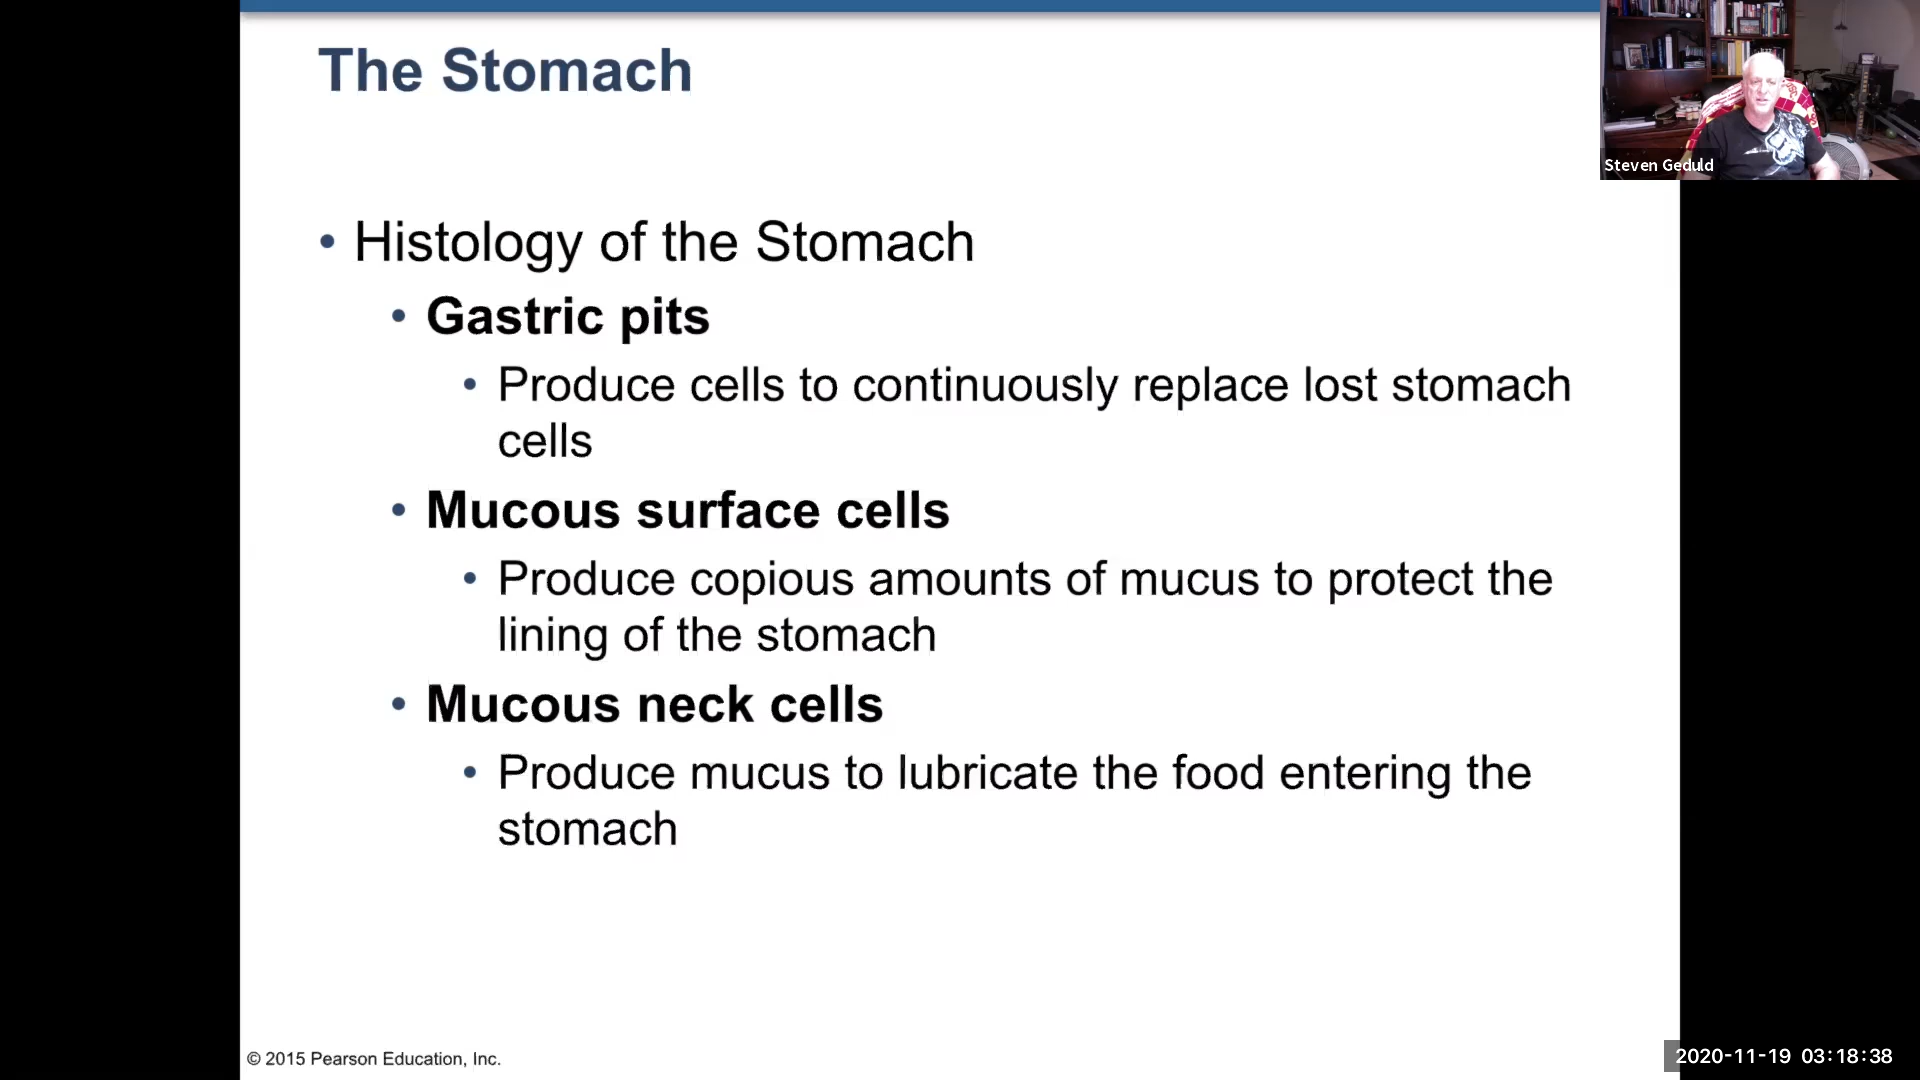 The Stomach
Steven Geduld
• Histology of the Stomach
• Gastric pits
• Produce cells to continuously replace lost stomach
cells
• Mucous surface cells
• Produce copious amounts of mucus to protect the
lining of the stomach
• Mucous neck cells
• Produce mucus to lubricate the food entering the
stomach
© 2015 Pearson Education, Inc.
2020-11-19 03:18:38